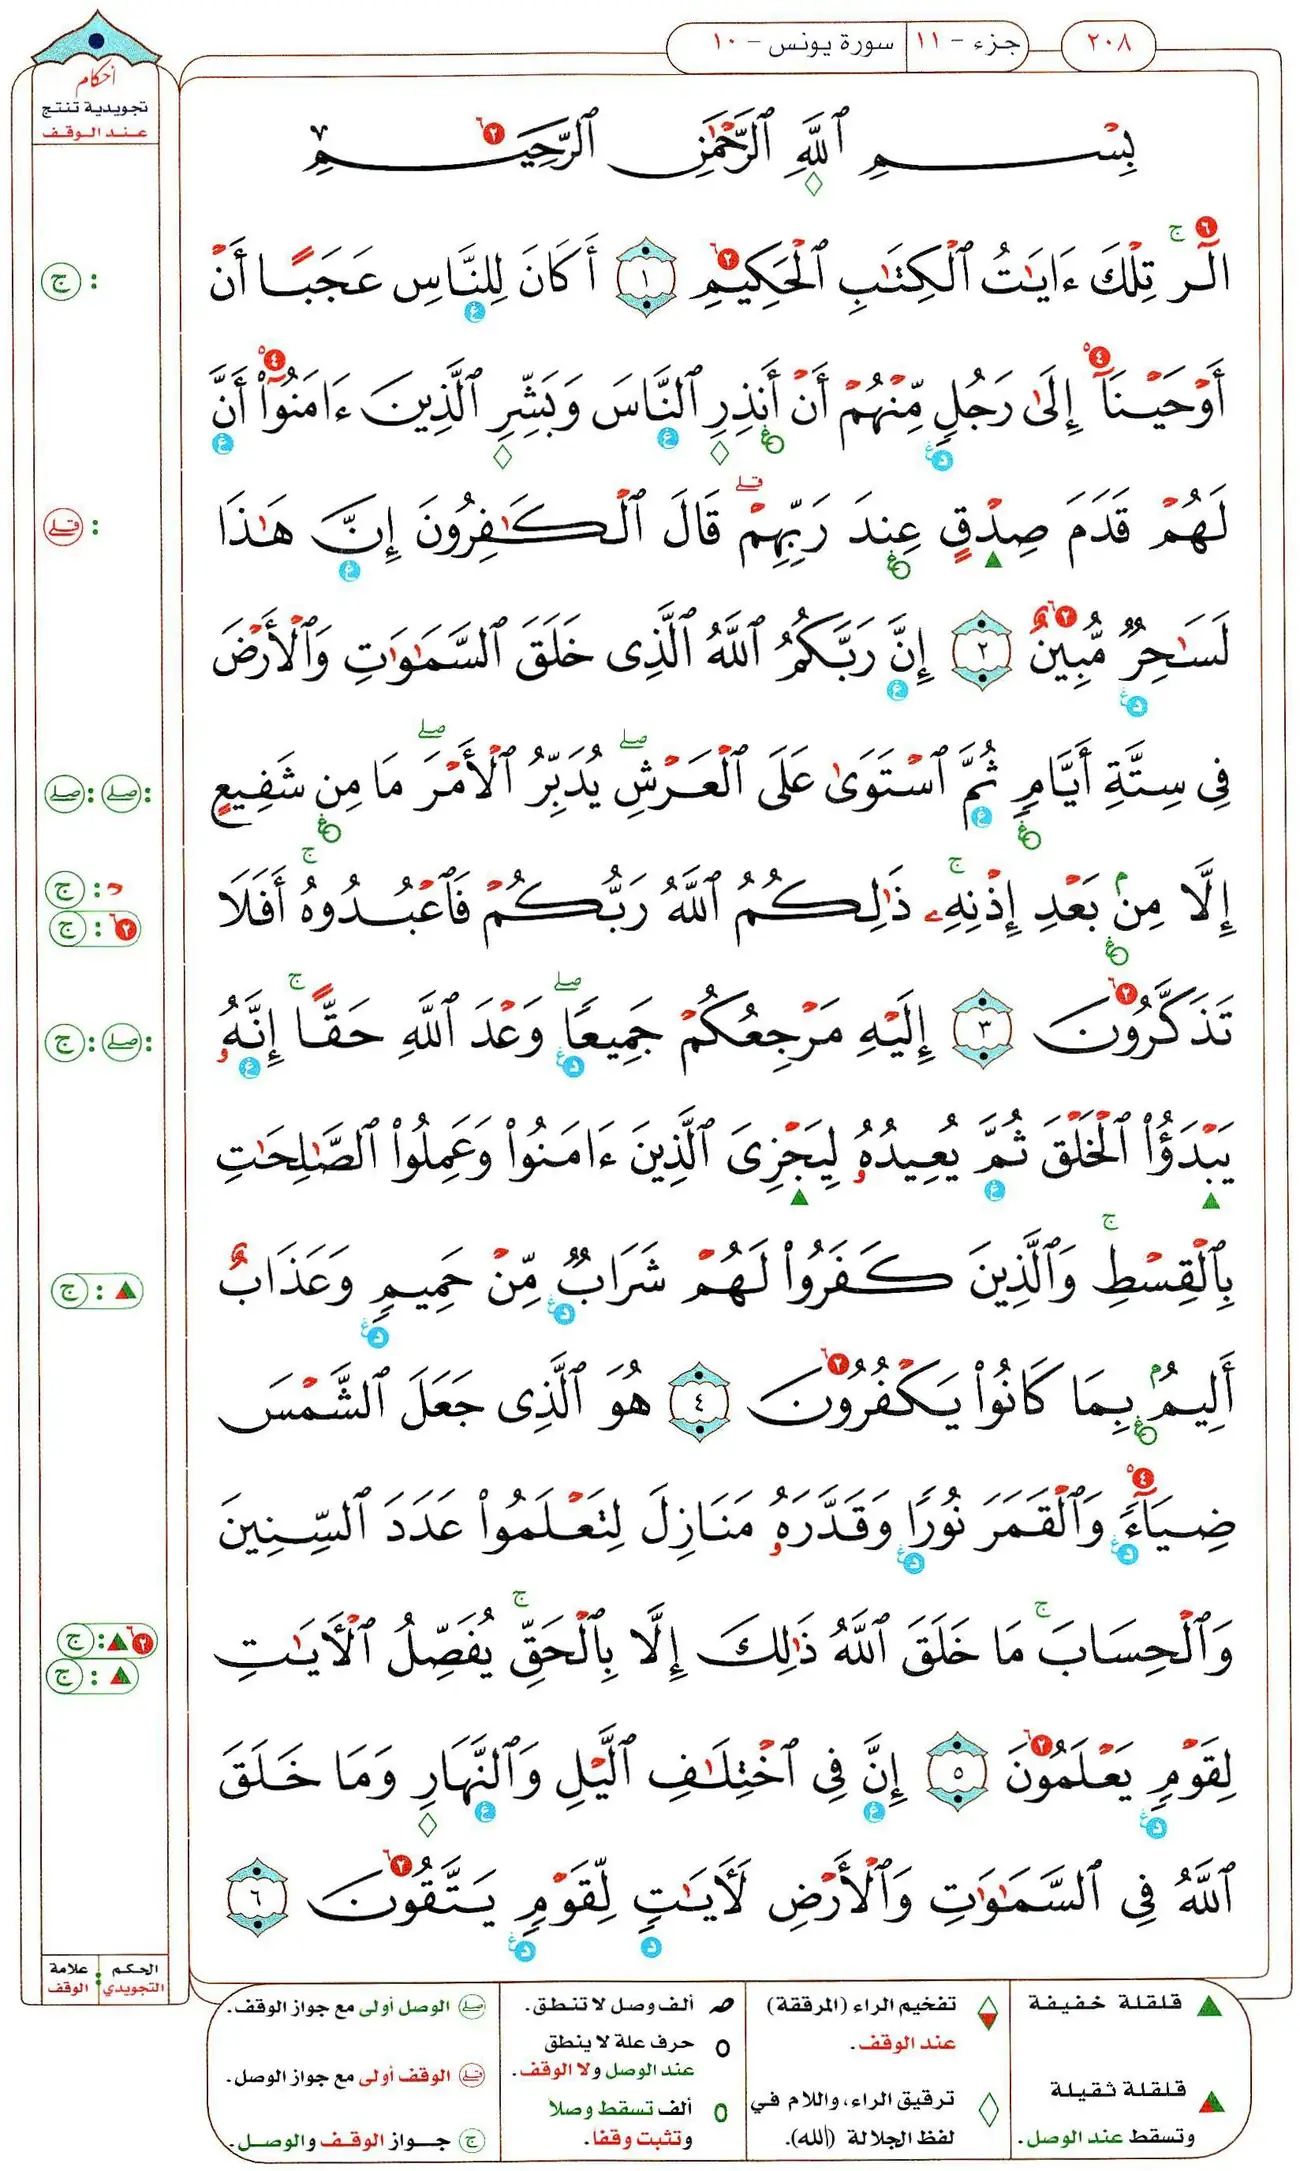 ٢٠٨
جزء - ١١ سورة يونس - ١٠
أحكام
تجويدية تنتج
عند الوقف
بِسْمِ ٱللَّهِ ٱلرَّحْمَٰنِ ٱلرَّحِيمِ
الٓرۚ تِلْكَ ءَايَٰتُ ٱلْكِتَٰبِ ٱلْحَكِيمِ ١ أَكَانَ لِلنَّاسِ عَجَبًا أَنْ
أَوْحَيْنَآ إِلَىٰ رَجُلٍ مِّنْهُمْ أَنْ أَنذِرِ ٱلنَّاسَ وَبَشِّرِ ٱلَّذِينَ ءَامَنُوٓا۟ أَنَّ
لَهُمْ قَدَمَ صِدْقٍ عِندَ رَبِّهِمْۗ قَالَ ٱلْكَٰفِرُونَ إِنَّ هَٰذَا
لَسَٰحِرٌ مُّبِينٌ ٢ إِنَّ رَبَّكُمُ ٱللَّهُ ٱلَّذِى خَلَقَ ٱلسَّمَٰوَٰتِ وَٱلْأَرْضَ
فِى سِتَّةِ أَيَّامٍ ثُمَّ ٱسْتَوَىٰ عَلَى ٱلْعَرْشِۖ يُدَبِّرُ ٱلْأَمْرَۖ مَا مِن شَفِيعٍ
إِلَّا مِنۢ بَعْدِ إِذْنِهِۦۚ ذَٰلِكُمُ ٱللَّهُ رَبُّكُمْ فَٱعْبُدُوهُۚ أَفَلَا
تَذَكَّرُونَ ٣ إِلَيْهِ مَرْجِعُكُمْ جَمِيعًاۖ وَعْدَ ٱللَّهِ حَقًّاۚ إِنَّهُۥ
يَبْدَؤُا۟ ٱلْخَلْقَ ثُمَّ يُعِيدُهُۥ لِيَجْزِىَ ٱلَّذِينَ ءَامَنُوا۟ وَعَمِلُوا۟ ٱلصَّٰلِحَٰتِ
بِٱلْقِسْطِۚ وَٱلَّذِينَ كَفَرُوا۟ لَهُمْ شَرَابٌ مِّنْ حَمِيمٍ وَعَذَابٌ
أَلِيمٌۢ بِمَا كَانُوا۟ يَكْفُرُونَ ٤ هُوَ ٱلَّذِى جَعَلَ ٱلشَّمْسَ
ضِيَآءً وَٱلْقَمَرَ نُورًا وَقَدَّرَهُۥ مَنَازِلَ لِتَعْلَمُوا۟ عَدَدَ ٱلسِّنِينَ
وَٱلْحِسَابَۚ مَا خَلَقَ ٱللَّهُ ذَٰلِكَ إِلَّا بِٱلْحَقِّۚ يُفَصِّلُ ٱلْأَيَٰتِ
لِقَوْمٍ يَعْلَمُونَ ٥ إِنَّ فِى ٱخْتِلَٰفِ ٱلَّيْلِ وَٱلنَّهَارِ وَمَا خَلَقَ
ٱللَّهُ فِى ٱلسَّمَٰوَٰتِ وَٱلْأَرْضِ لَأَيَٰتٍ لِّقَوْمٍ يَتَّقُونَ ٦
الحكم : علامة
التجويدي : الوقف
قلقلة خفيفة
قلقلة ثقيلة
وتسقط عند الوصل.
تفخيم الراء (المرققة)
عند الوقف.
ترقيق الراء، واللام في
لفظ الجلالة (الله).
ألف وصل لا تنطق.
حرف علة لا ينطق
عند الوصل ولا الوقف.
ألف تسقط وصلا
وتثبت وقفا.
صلى الوصل أولى مع جواز الوقف.
قلى الوقف أولى مع جواز الوصل.
ج جواز الوقف والوصل.